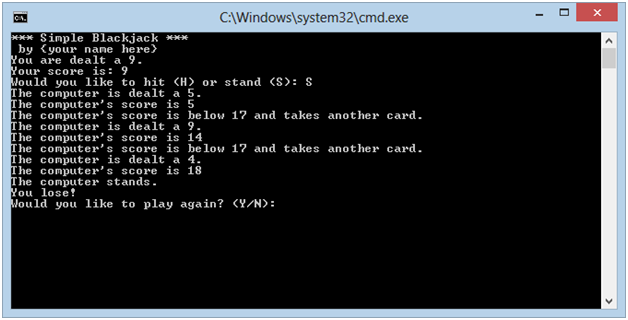 C:\Windows\system32\cmd.exe
*** Simple Blackjack ***
by {your name here}
You are dealt a 9.
Your score is: 9
Would you like to hit (H) or stand (S): S
The computer is dealt a 5.
The computer's score is 5
The computer's score is below 17 and takes another card.
The computer is dealt a 9.
The computer's score is 14
The computer's score is below 17 and takes another card.
The computer is dealt a 4.
The computer's score is 18
The computer stands.
You lose!
Would you like to play again? (Y/N):